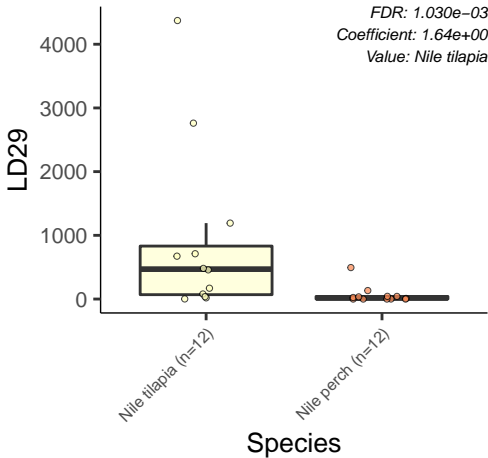 FDR: 1.030e−03
Coefficient: 1.64e+00
Value: Nile tilapia
LD29
4000
3000
2000
1000
0
Nile tilapia (n=12)
Nile perch (n=12)
Species